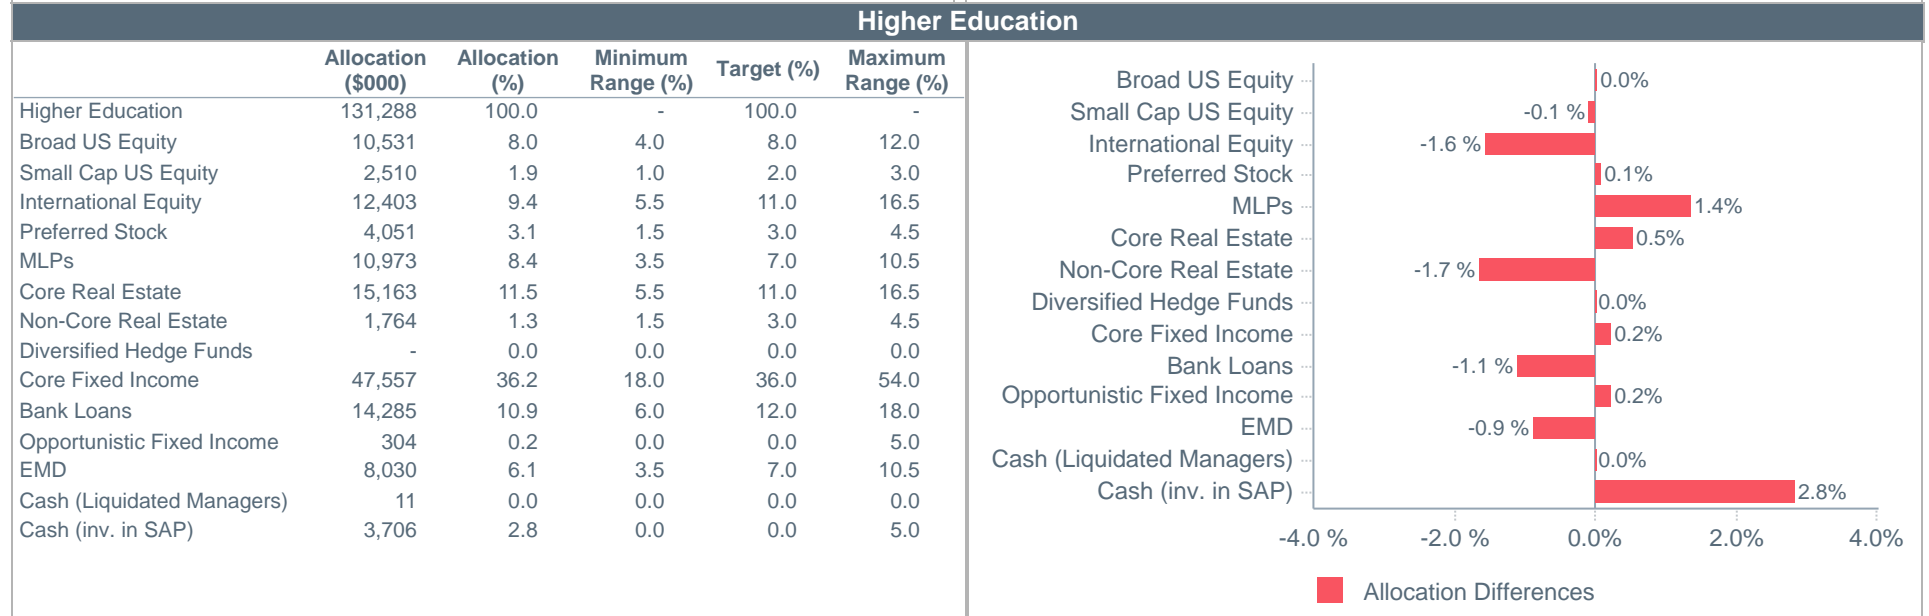 Higher Education
Allocation ($000) Allocation (%) Minimum Range (%) Target (%) Maximum Range (%)
Higher Education 131,288 100.0 - 100.0 -
Broad US Equity 10,531 8.0 4.0 8.0 12.0
Small Cap US Equity 2,510 1.9 1.0 2.0 3.0
International Equity 12,403 9.4 5.5 11.0 16.5
Preferred Stock 4,051 3.1 1.5 3.0 4.5
MLPs 10,973 8.4 3.5 7.0 10.5
Core Real Estate 15,163 11.5 5.5 11.0 16.5
Non-Core Real Estate 1,764 1.3 1.5 3.0 4.5
Diversified Hedge Funds - 0.0 0.0 0.0 0.0
Core Fixed Income 47,557 36.2 18.0 36.0 54.0
Bank Loans 14,285 10.9 6.0 12.0 18.0
Opportunistic Fixed Income 304 0.2 0.0 0.0 5.0
EMD 8,030 6.1 3.5 7.0 10.5
Cash (Liquidated Managers) 11 0.0 0.0 0.0 0.0
Cash (inv. in SAP) 3,706 2.8 0.0 0.0 5.0
Broad US Equity 0.0%
Small Cap US Equity -0.1 %
International Equity -1.6 %
Preferred Stock 0.1%
MLPs 1.4%
Core Real Estate 0.5%
Non-Core Real Estate -1.7 %
Diversified Hedge Funds 0.0%
Core Fixed Income 0.2%
Bank Loans -1.1 %
Opportunistic Fixed Income 0.2%
EMD -0.9 %
Cash (Liquidated Managers) 0.0%
Cash (inv. in SAP) 2.8%
-4.0 % -2.0 % 0.0% 2.0% 4.0%
Allocation Differences